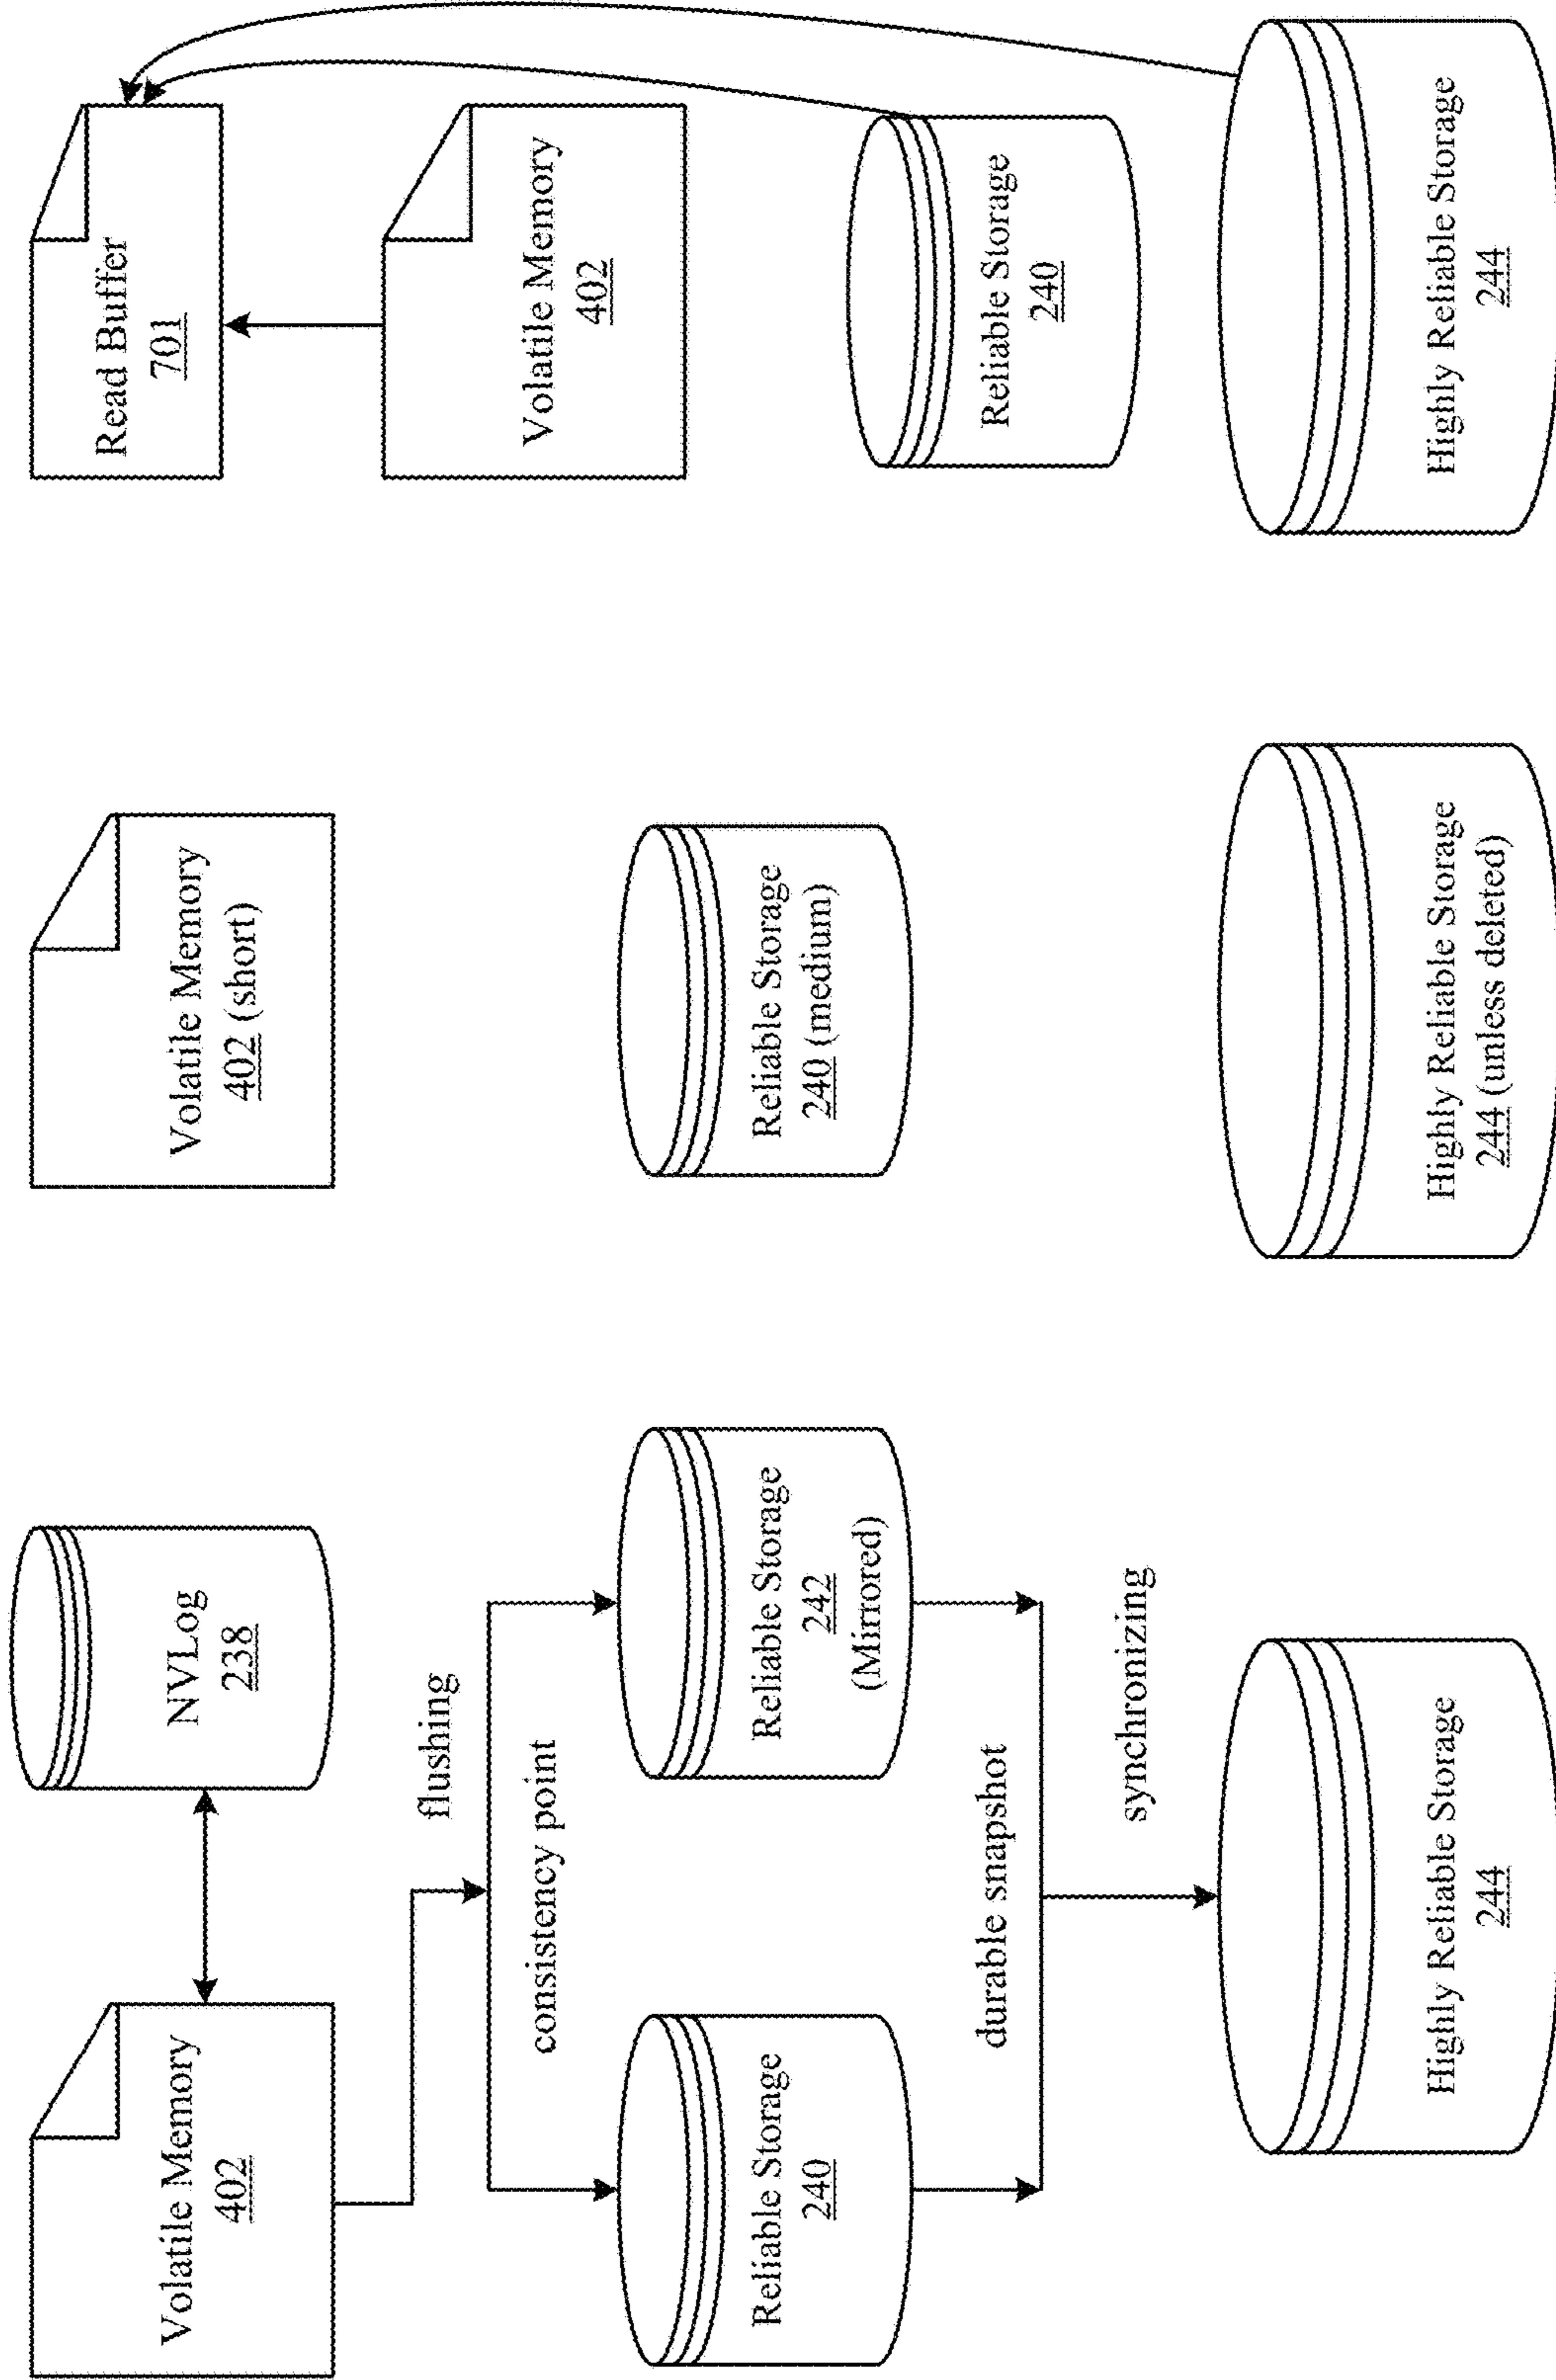 Volatile Memory
402
NVLog
238
flushing
consistency point
Reliable Storage
240
Reliable Storage
242
(Mirrored)
durable snapshot
synchronizing
Highly Reliable Storage
244
Volatile Memory
402 (short)
Reliable Storage
240 (medium)
Highly Reliable Storage
244 (unless deleted)
Read Buffer
701
Volatile Memory
402
Reliable Storage
240
Highly Reliable Storage
244